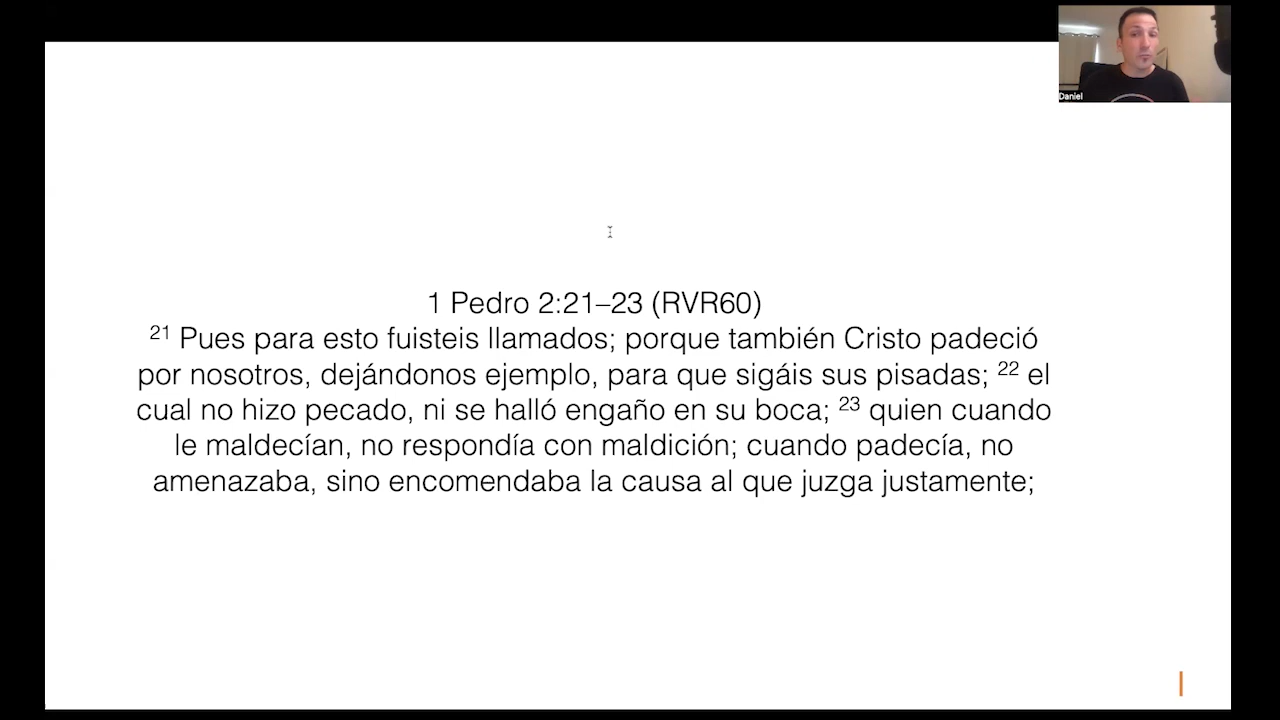 Daniel
1 Pedro 2:21–23 (RVR60)
²¹ Pues para esto fuisteis llamados; porque también Cristo padeció
por nosotros, dejándonos ejemplo, para que sigáis sus pisadas; ²² el
cual no hizo pecado, ni se halló engaño en su boca; ²³ quien cuando
le maldecían, no respondía con maldición; cuando padecía, no
amenazaba, sino encomendaba la causa al que juzga justamente;